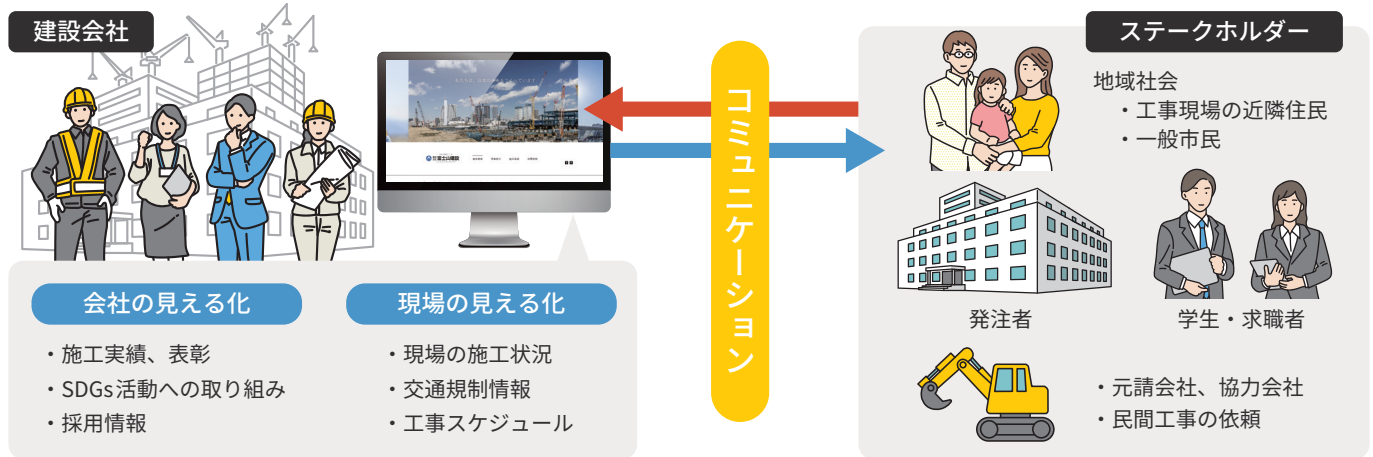 建設会社
富士山建設
会社の見える化
・施工実績、表彰
・SDGs活動への取り組み
・採用情報
現場の見える化
・現場の施工状況
・交通規制情報
・工事スケジュール
コミュニケーション
ステークホルダー
地域社会
・工事現場の近隣住民
・一般市民
発注者
学生・求職者
・元請会社、協力会社
・民間工事の依頼